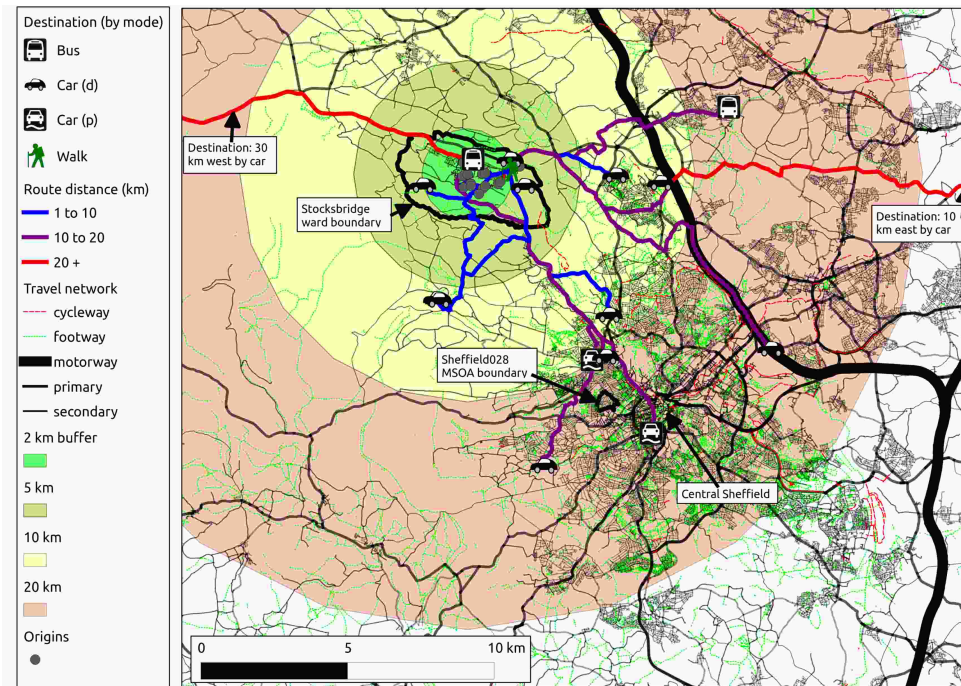 Destination (by mode)
Bus
Car (d)
Car (p)
Walk
Route distance (km)
1 to 10
10 to 20
20 +
Travel network
cycleway
footway
motorway
primary
secondary
2 km buffer
5 km
10 km
20 km
Origins
Destination: 30
km west by car
Stocksbridge
ward boundary
Destination: 10
km east by car
Sheffield028
MSOA boundary
Central Sheffield
0
5
10 km